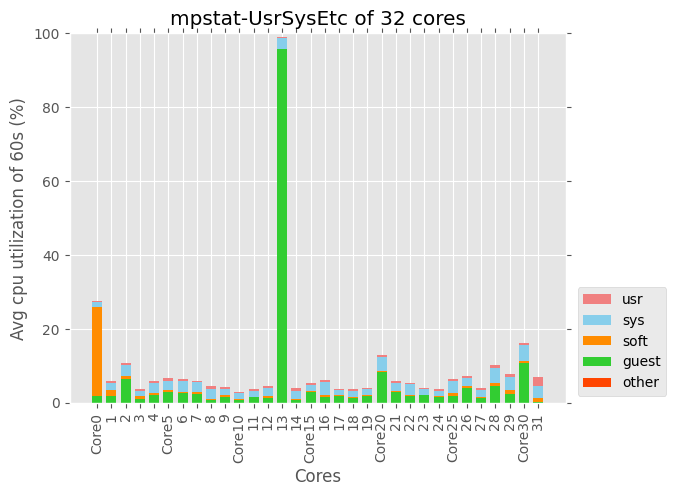 mpstat-UsrSysEtc of 32 cores
Avg cpu utilization of 60s (%)
100
80
60
40
20
0
Core0
1
2
3
4
Core5
6
7
8
9
Core10
11
12
13
14
Core15
16
17
18
19
Core20
21
22
23
24
Core25
26
27
28
29
Core30
31
Cores
usr
sys
soft
guest
other